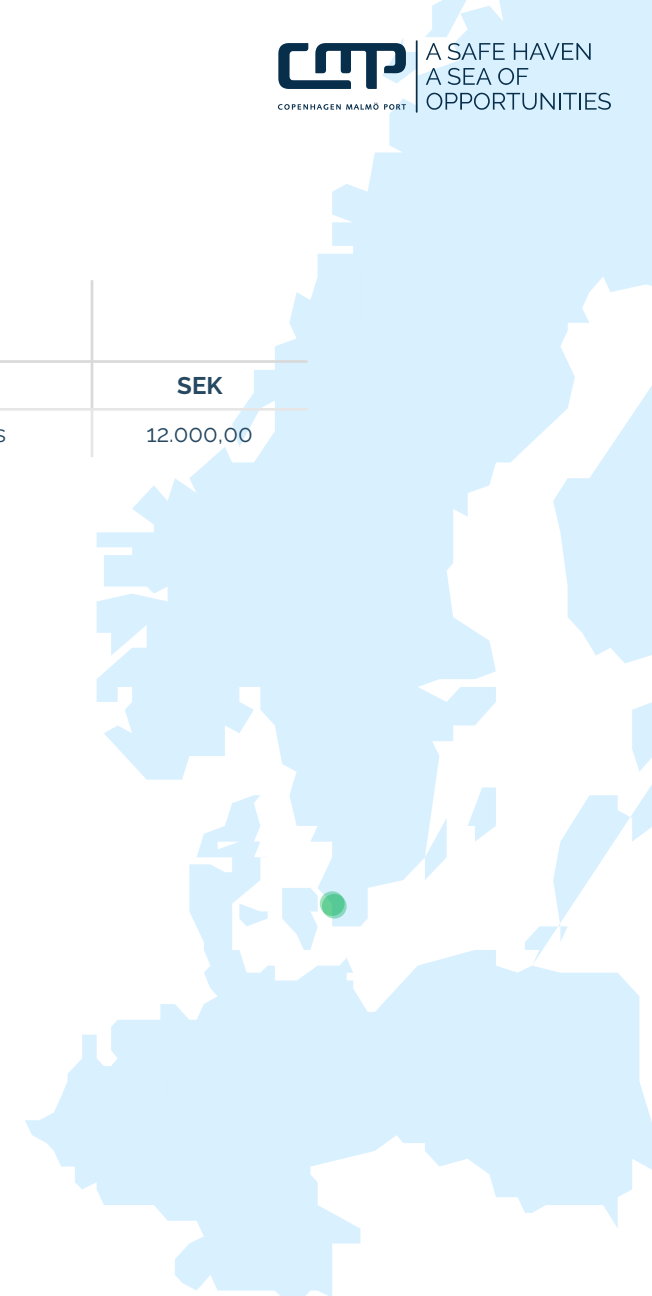 CMP
COPENHAGEN MALMÖ PORT
A SAFE HAVEN
A SEA OF
OPPORTUNITIES
SEK
s 12.000,00